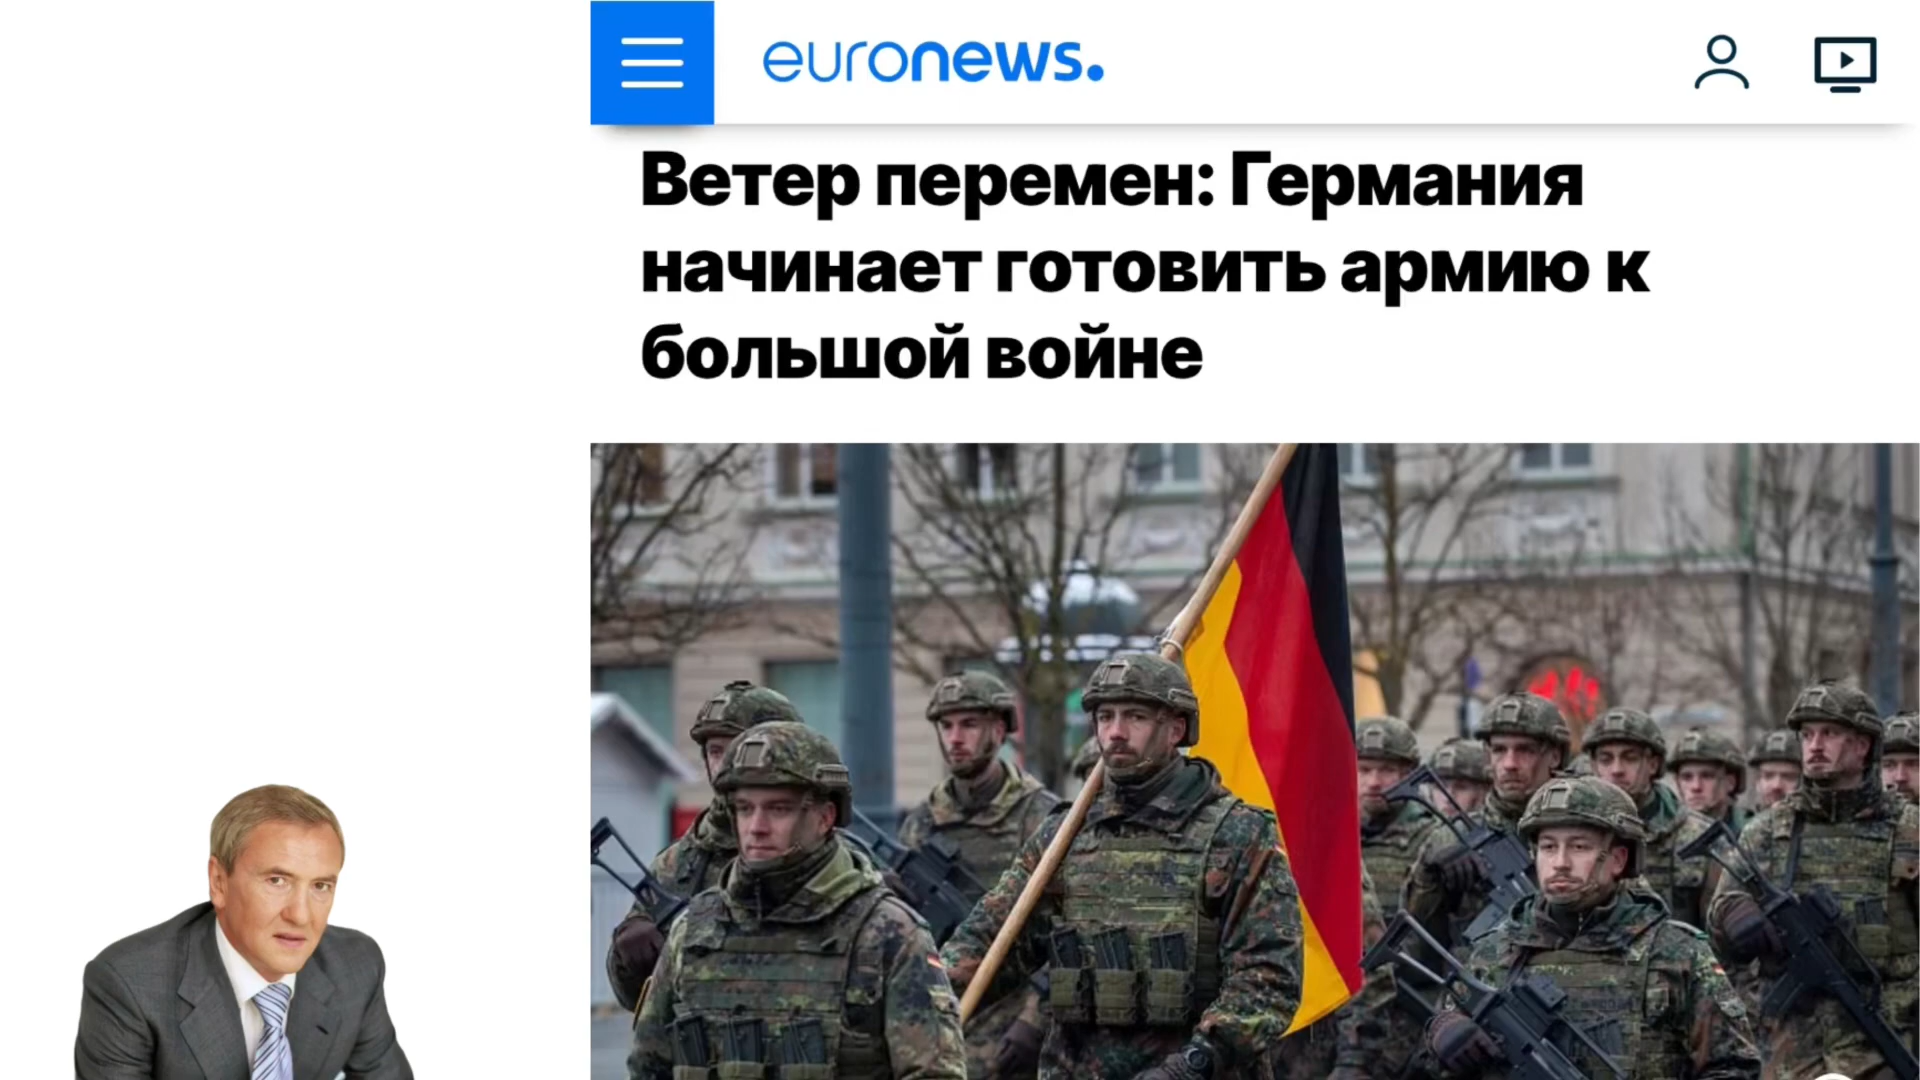 euronews.
Ветер перемен: Германия
начинает готовить армию к
большой войне